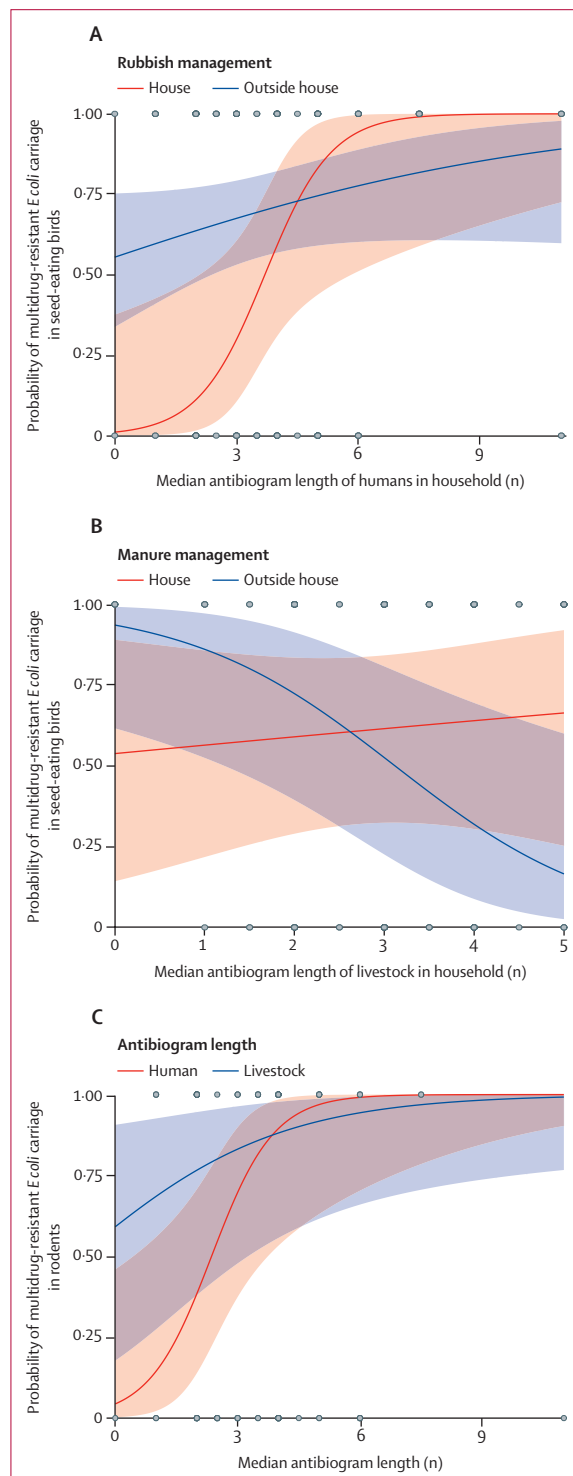 A
Rubbish management
House
Outside house
1·00
0·75
0·50
0·25
0
0
3
6
9
Probability of multidrug-resistant E coli carriage
in seed-eating birds
Median antibiogram length of humans in household (n)
B
Manure management
House
Outside house
1·00
0·75
0·50
0·25
0
0
1
2
3
4
5
Probability of multidrug-resistant E coli carriage
in seed-eating birds
Median antibiogram length of livestock in household (n)
C
Antibiogram length
Human
Livestock
1·00
0·75
0·50
0·25
0
0
3
6
9
Probability of multidrug-resistant E coli carriage
in rodents
Median antibiogram length (n)